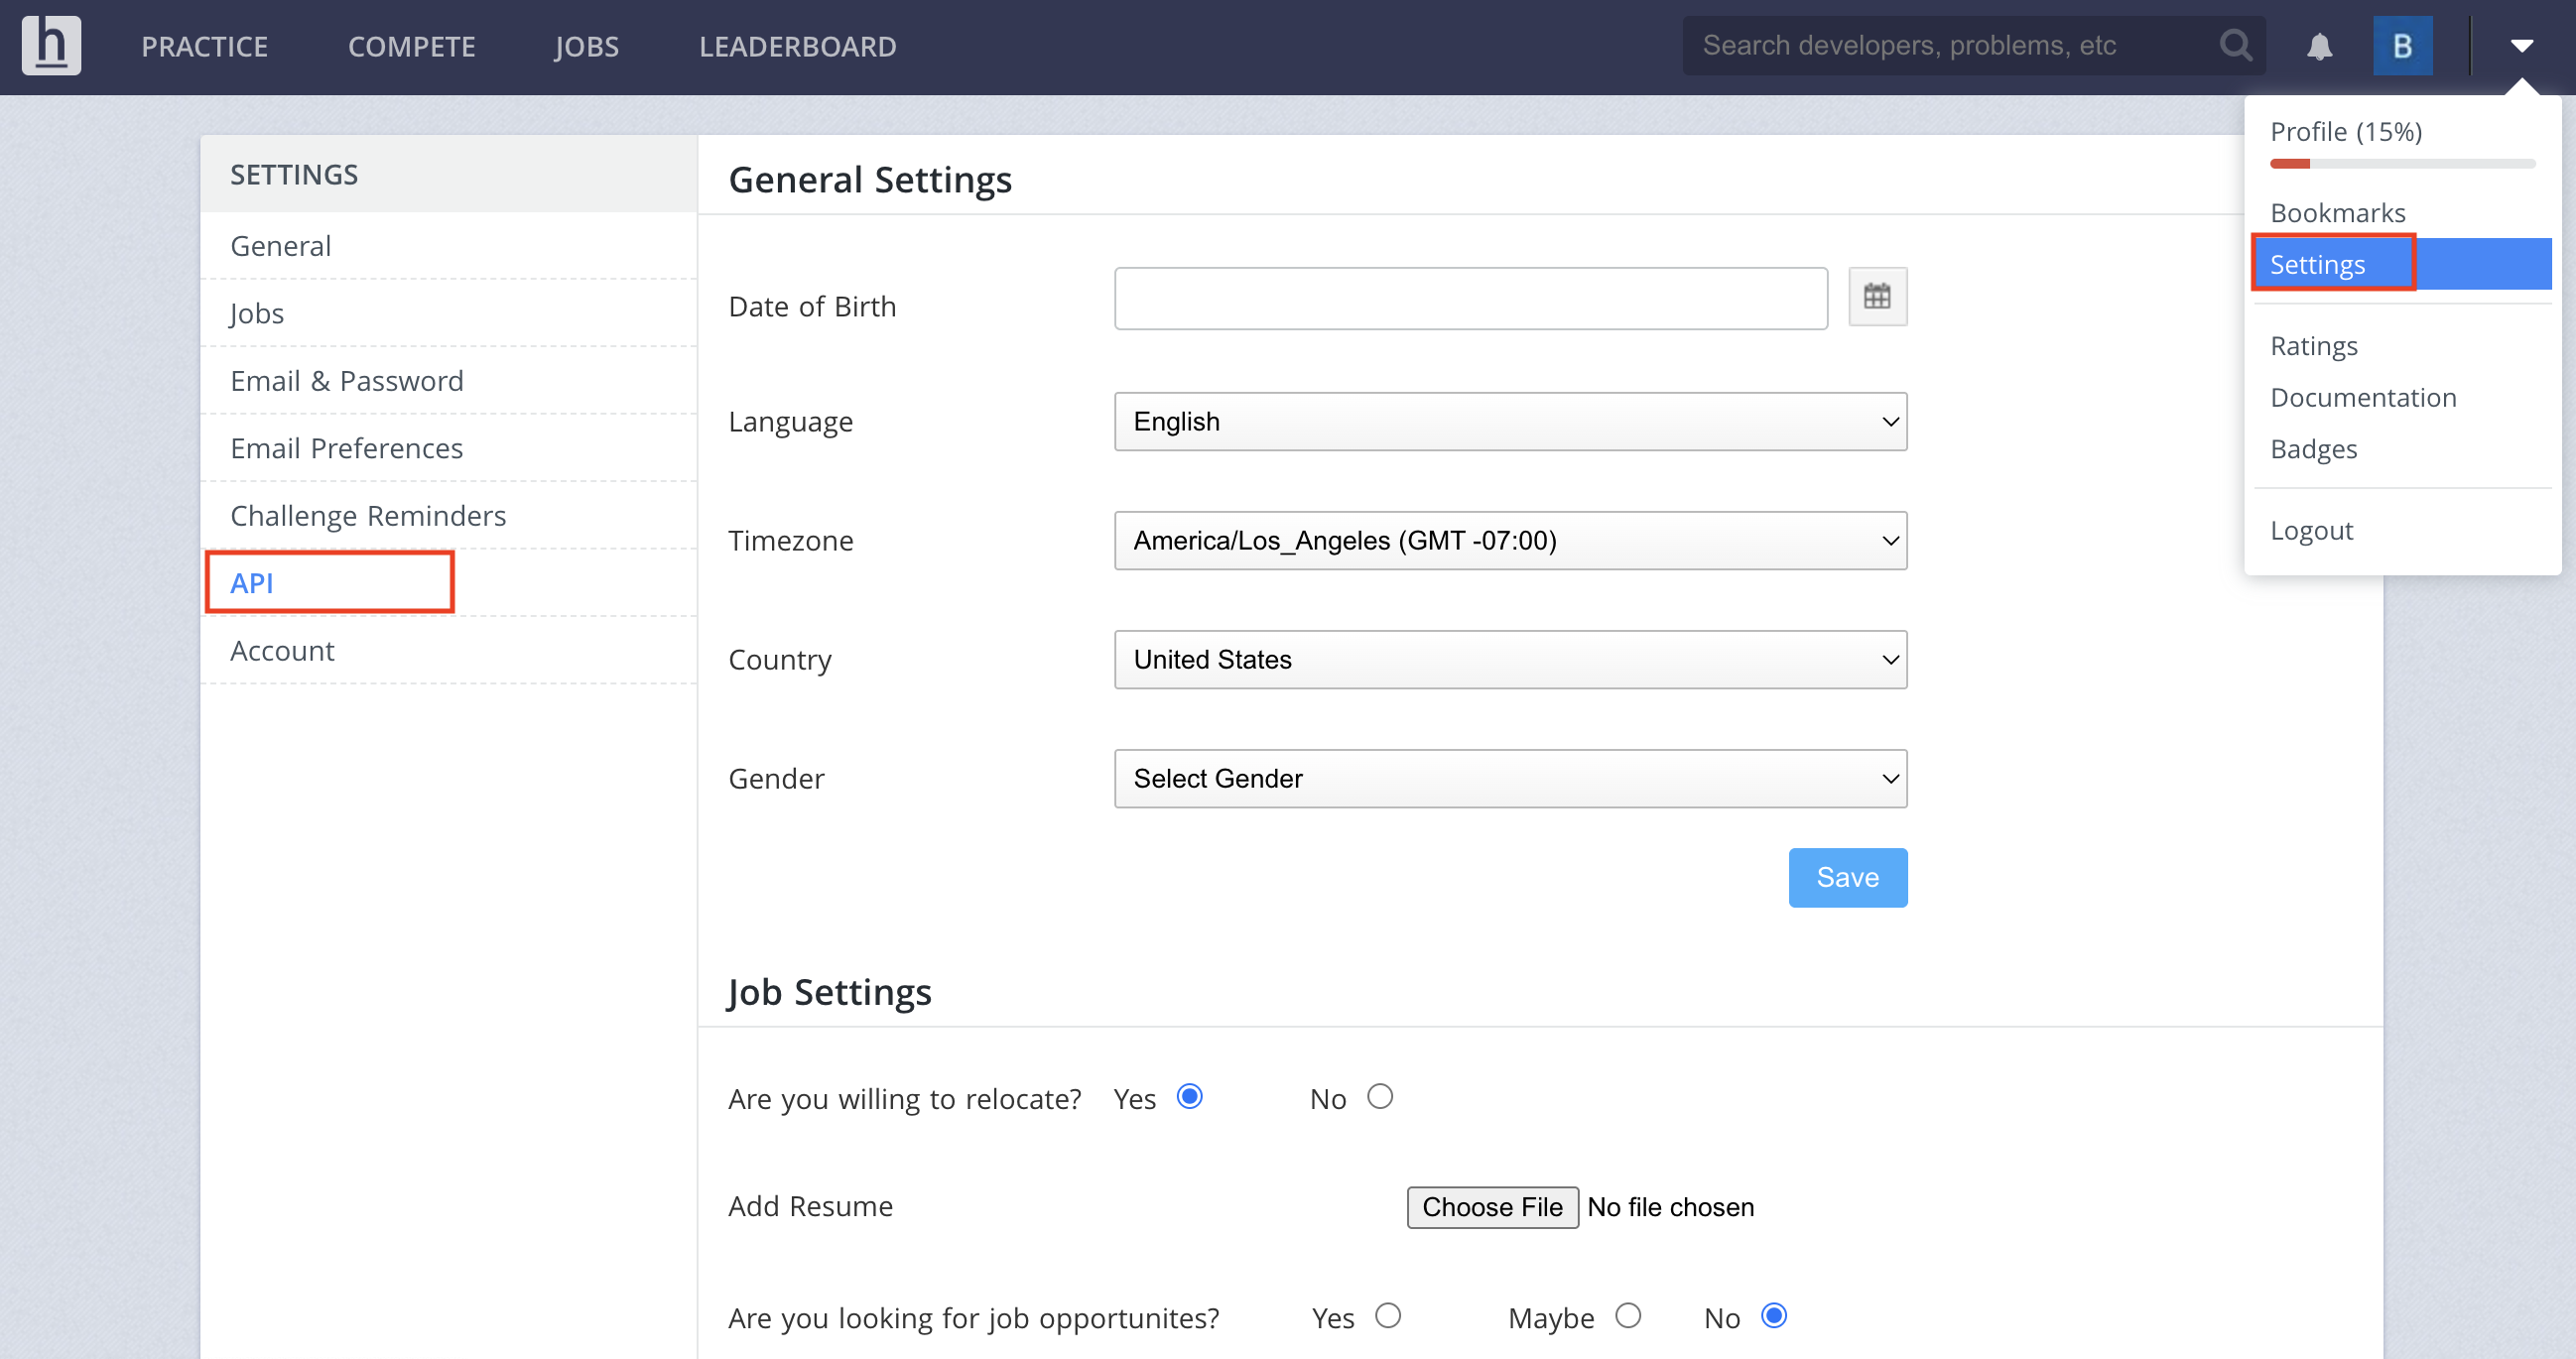 h PRACTICE COMPETE JOBS LEADERBOARD Search developers, problems, etc B
Profile (15%)
Bookmarks
Settings
Ratings
Documentation
Badges
Logout
SETTINGS
General
Jobs
Email & Password
Email Preferences
Challenge Reminders
API
Account
General Settings
Date of Birth
Language English
Timezone America/Los_Angeles (GMT -07:00)
Country United States
Gender Select Gender
Save
Job Settings
Are you willing to relocate? Yes No
Add Resume Choose File No file chosen
Are you looking for job opportunites? Yes Maybe No